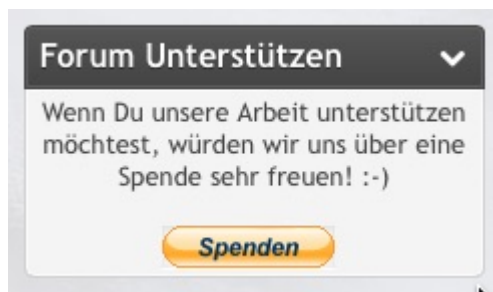 Forum Unterstützen
Wenn Du unsere Arbeit unterstützen
möchtest, würden wir uns über eine
Spende sehr freuen! :-)
Spenden